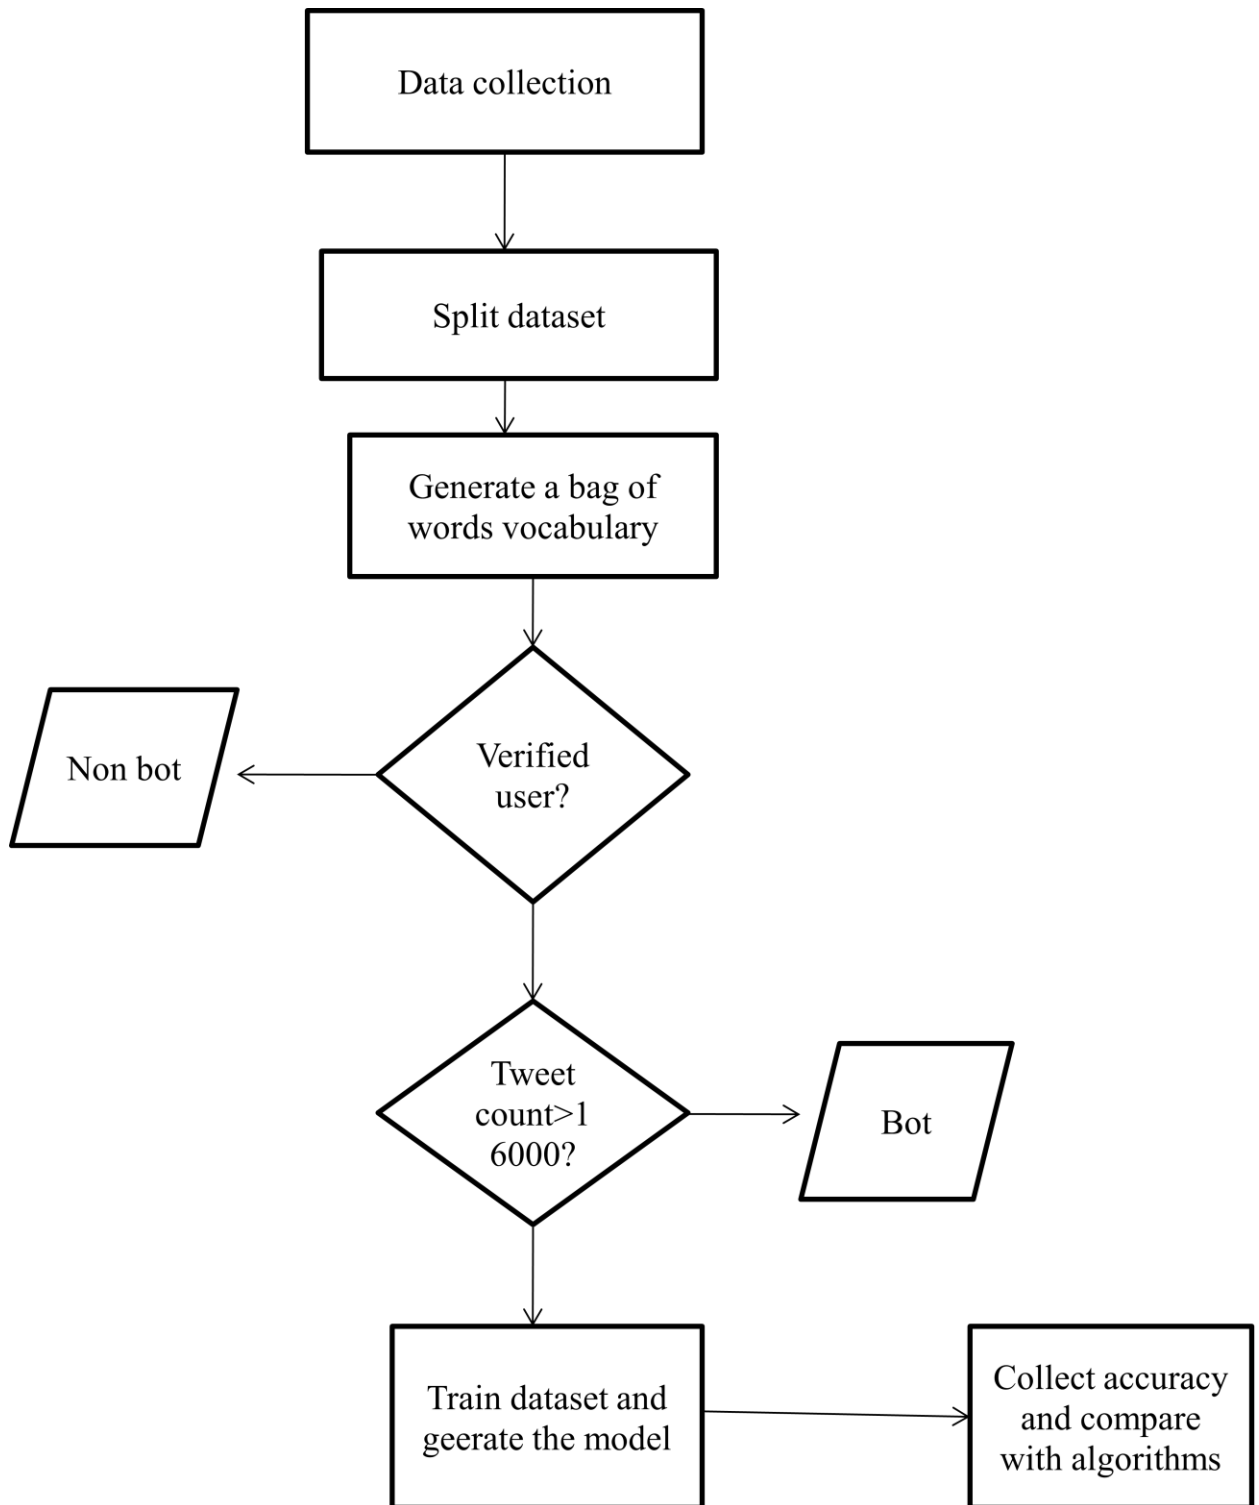 Data collection
Split dataset
Generate a bag of
words vocabulary
Verified
user?
Non bot
Tweet
count>1
6000?
Bot
Train dataset and
geerate the model
Collect accuracy
and compare
with algorithms